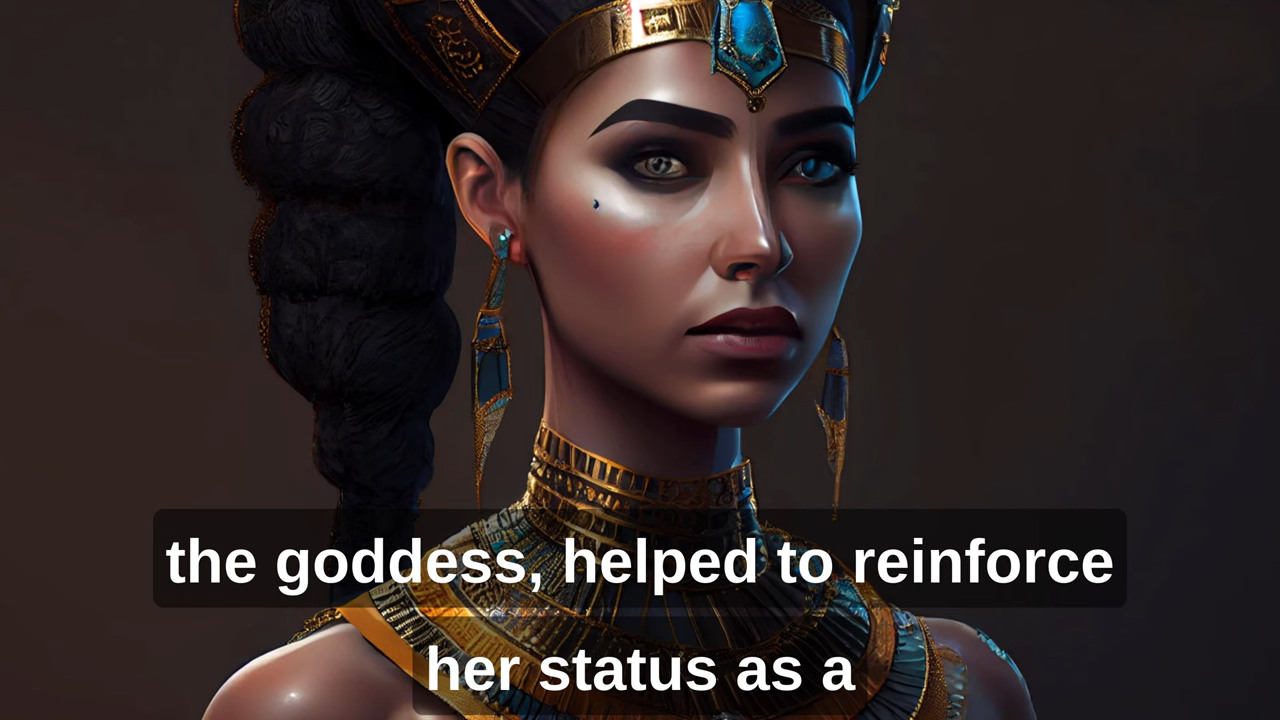 the goddess, helped to reinforce
her status as a